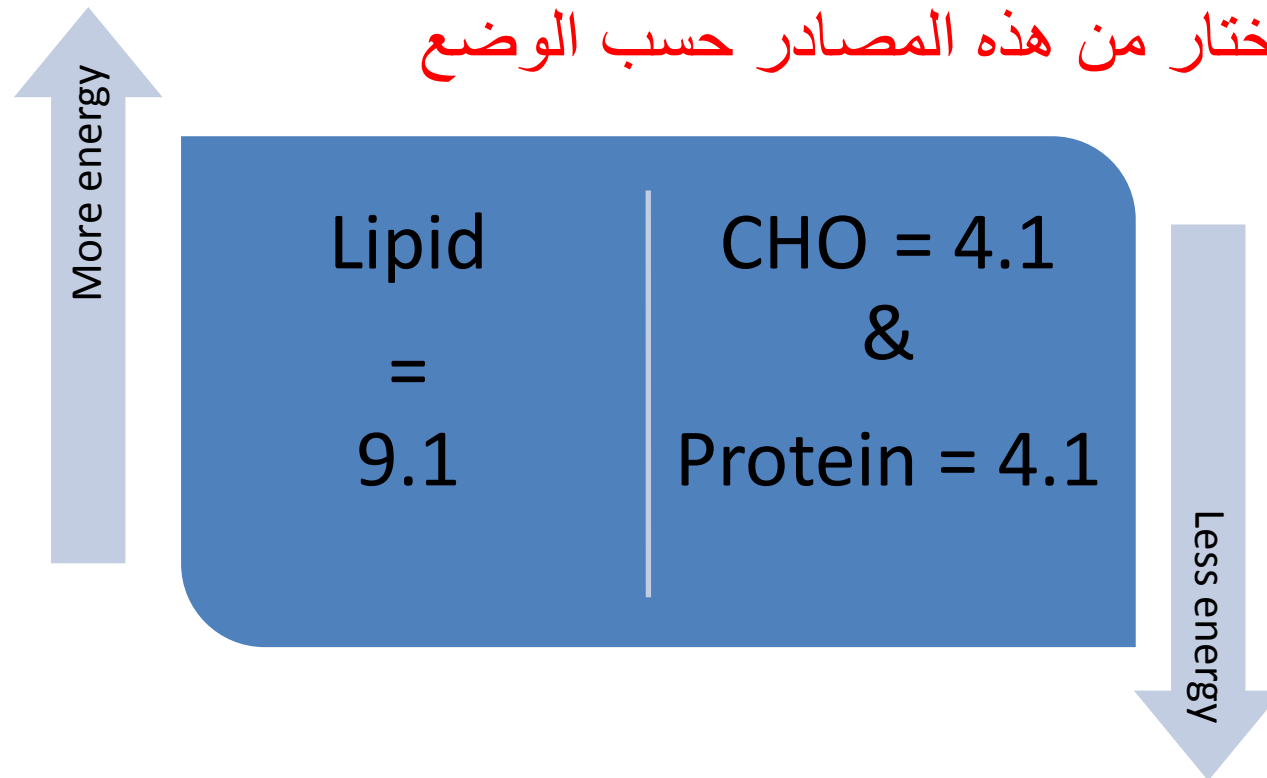 ختار من هذه المصادر حسب الوضع
More energy
Lipid
=
9.1
CHO = 4.1
&
Protein = 4.1
Less energy